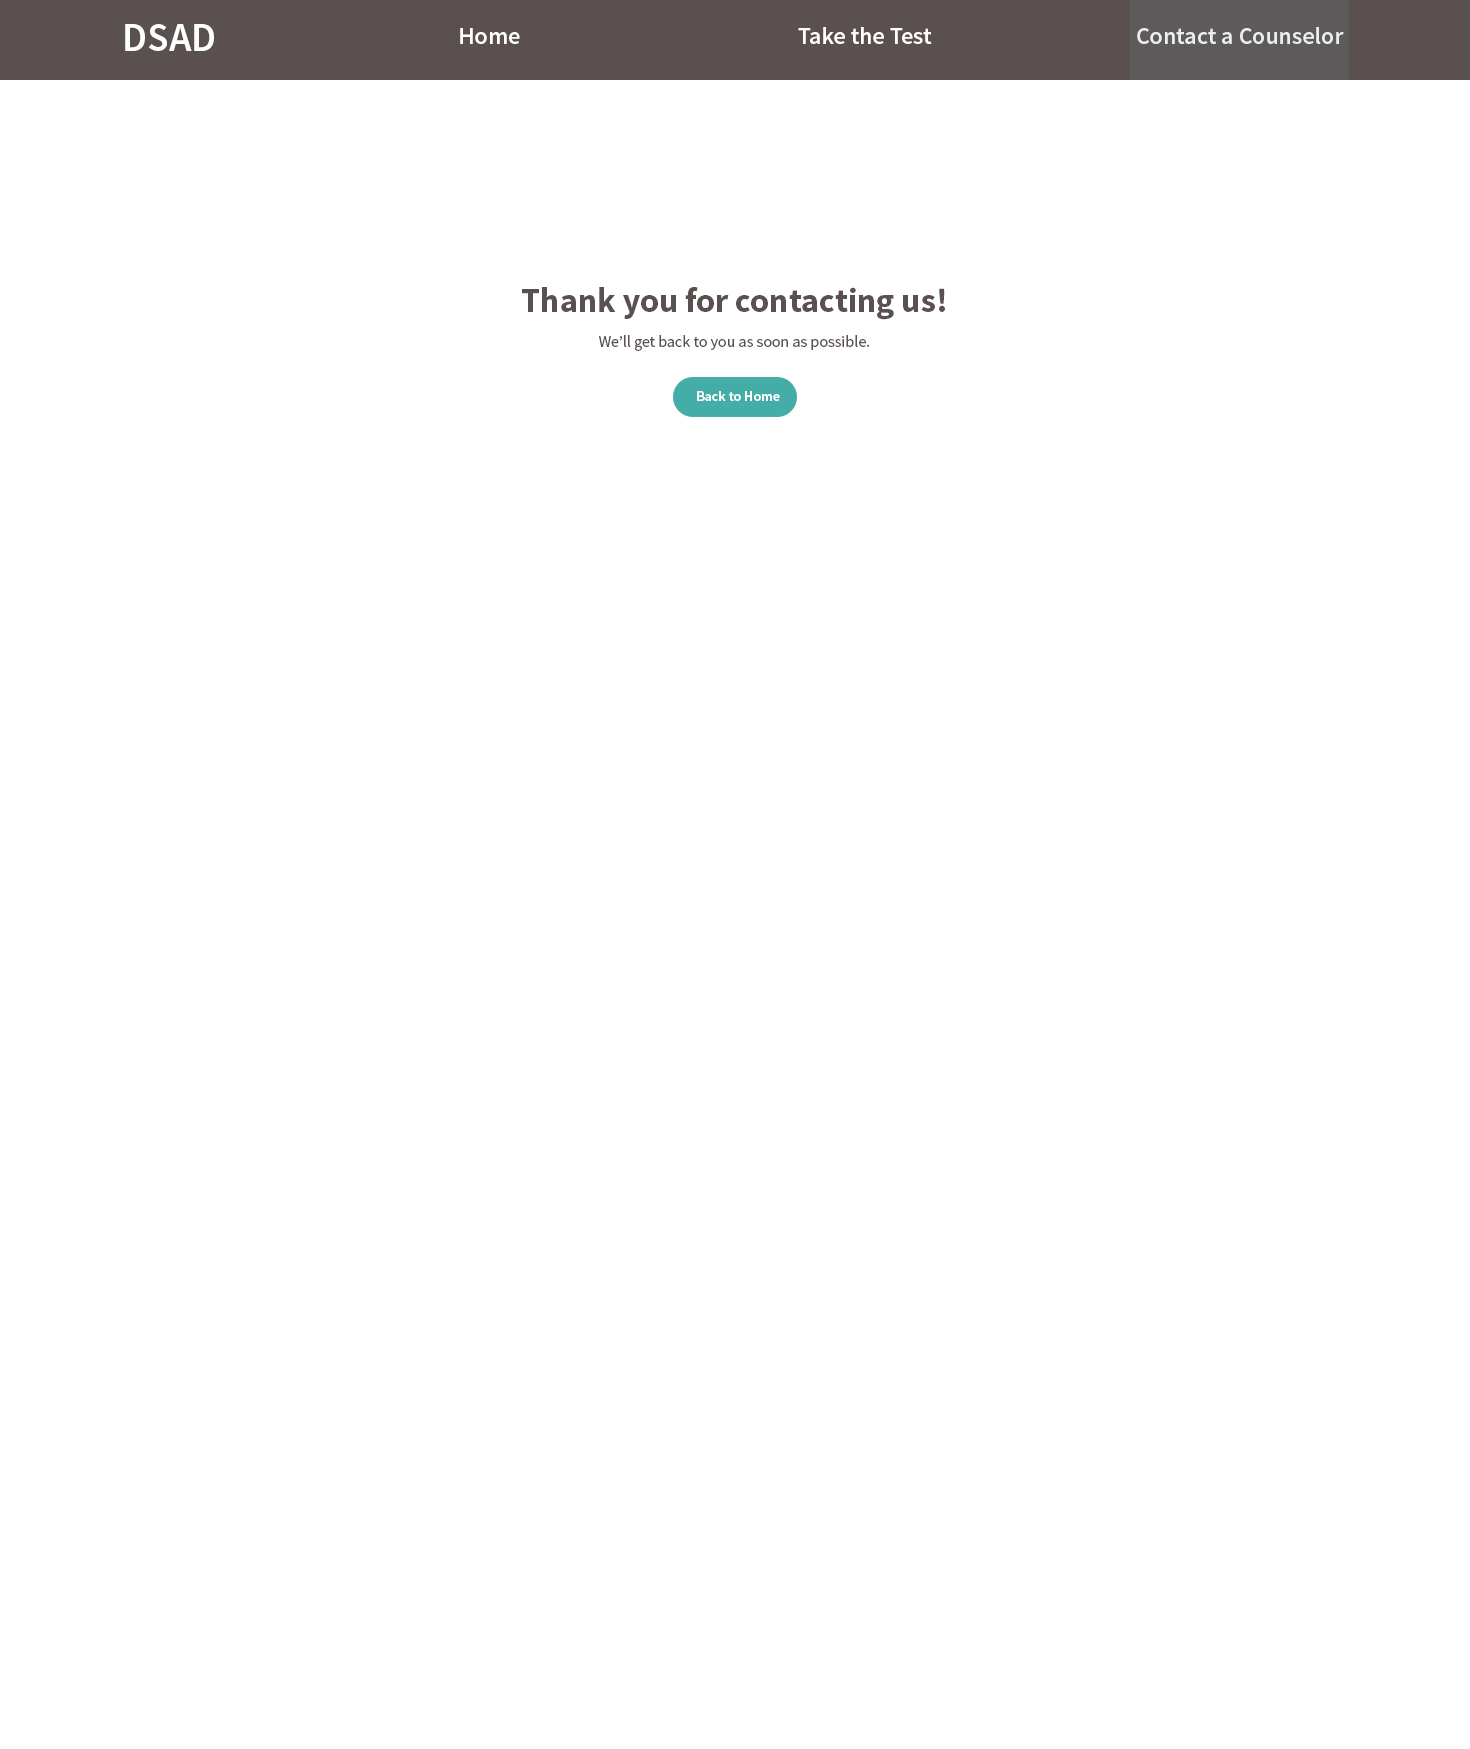 DSAD
Home
Take the Test
Contact a Counselor
Thank you for contacting us!
We’ll get back to you as soon as possible.
Back to Home